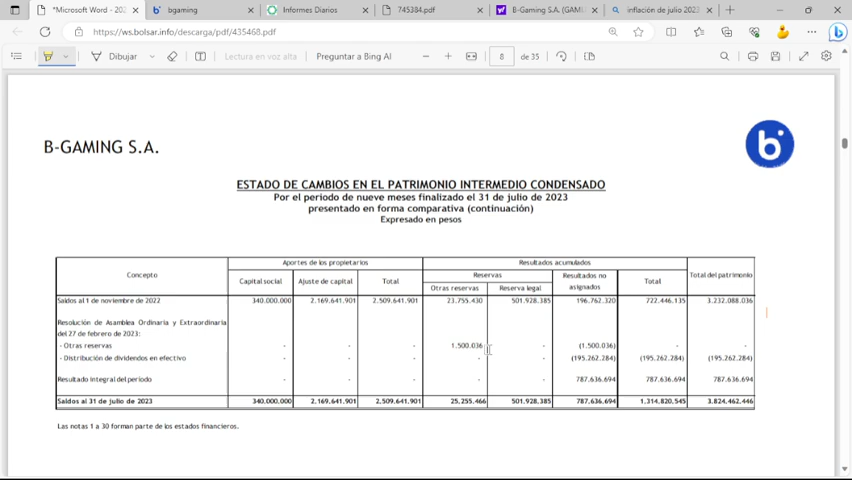 *Microsoft Word - 202
bgaming
Informes Diarios
745384.pdf
B-Gaming S.A. (GAMI
inflación de julio 2023
https://ws.bolsar.info/descarga/pdf/435468.pdf
Dibujar
Lectura en voz alta
Preguntar a Bing AI
8
de 35
B-GAMING S.A.
b
ESTADO DE CAMBIOS EN EL PATRIMONIO INTERMEDIO CONDENSADO
Por el período de nueve meses finalizado el 31 de julio de 2023
presentado en forma comparativa (continuación)
Expresado en pesos
Aportes de los propietarios Resultados acumulados
Concepto Capital social Ajuste de capital Total Reservas Resultados no asignados Total Total del patrimonio
Otras reservas Reserva legal
Saldos al 1 de noviembre de 2022 340.000.000 2.169.641.901 2.509.641.901 23.755.430 501.928.385 196.762.320 722.446.135 3.232.088.036
Resolución de Asamblea Ordinaria y Extraordinaria
del 27 de febrero de 2023:
- Otras reservas - - - 1.500.036 - (1.500.036) - -
- Distribución de dividendos en efectivo - - - - - (195.262.284) (195.262.284) (195.262.284)
Resultado integral del período - - - - - 787.636.694 787.636.694 787.636.694
Saldos al 31 de julio de 2023 340.000.000 2.169.641.901 2.509.641.901 25.255.466 501.928.385 787.636.694 1.314.820.545 3.824.462.446
Las notas 1 a 30 forman parte de los estados financieros.